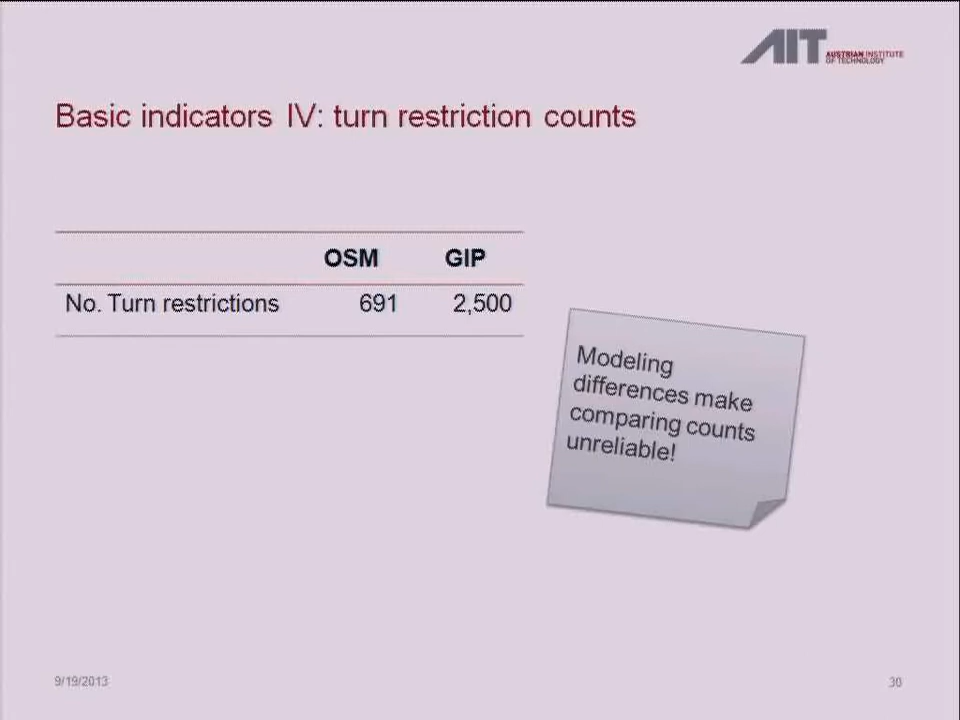 AIT AUSTRIAN INSTITUTE
OF TECHNOLOGY
Basic indicators IV: turn restriction counts
OSM GIP
No. Turn restrictions 691 2,500
Modeling
differences make
comparing counts
unreliable!
9/19/2013 30